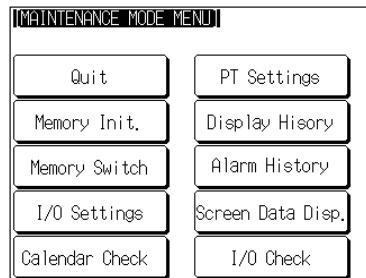 [MAINTENANCE MODE MENU]
Quit
PT Settings
Memory Init.
Display Hisory
Memory Switch
Alarm History
I/O Settings
Screen Data Disp.
Calendar Check
I/O Check